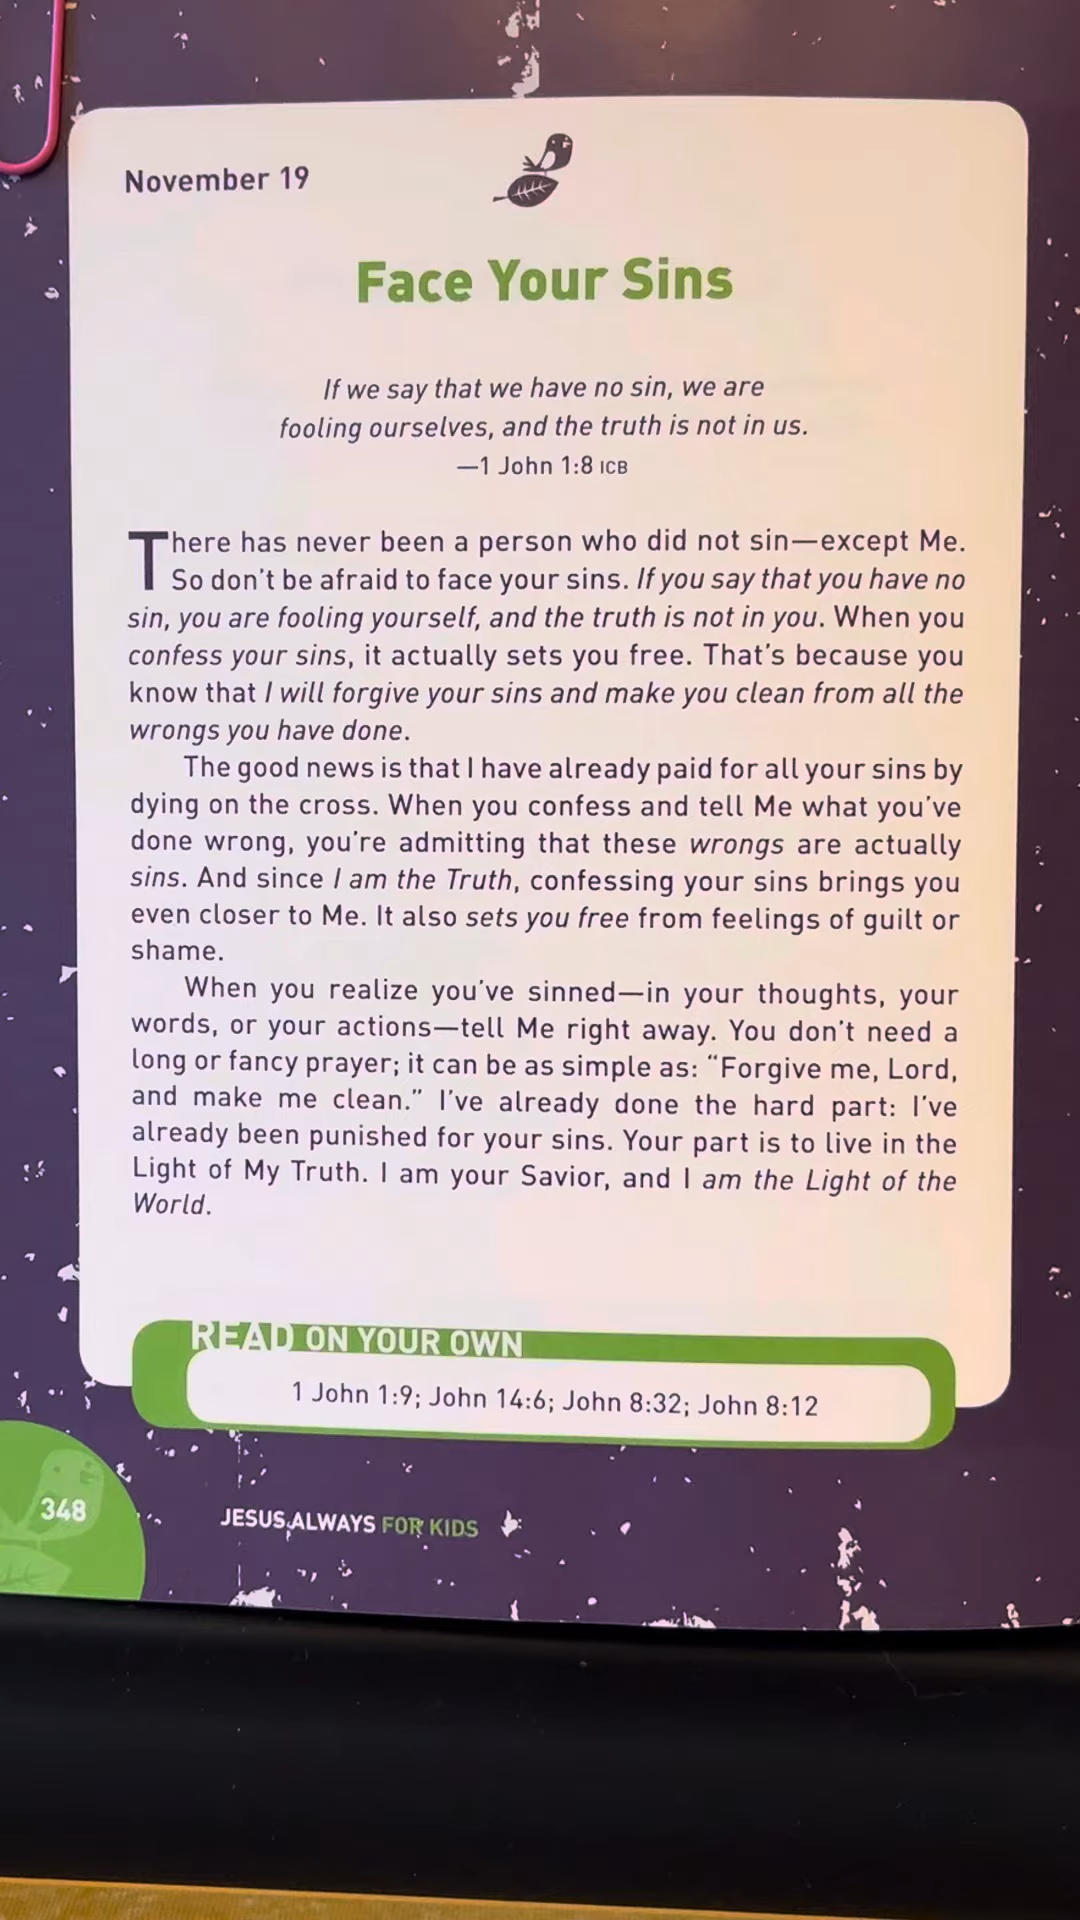 November 19
Face Your Sins
If we say that we have no sin, we are
fooling ourselves, and the truth is not in us.
—1 John 1:8 ICB
There has never been a person who did not sin—except Me.
So don't be afraid to face your sins. If you say that you have no
sin, you are fooling yourself, and the truth is not in you. When you
confess your sins, it actually sets you free. That's because you
know that I will forgive your sins and make you clean from all the
wrongs you have done.
The good news is that I have already paid for all your sins by
dying on the cross. When you confess and tell Me what you've
done wrong, you're admitting that these wrongs are actually
sins. And since I am the Truth, confessing your sins brings you
even closer to Me. It also sets you free from feelings of guilt or
shame.
When you realize you've sinned—in your thoughts, your
words, or your actions—tell Me right away. You don't need a
long or fancy prayer; it can be as simple as: "Forgive me, Lord,
and make me clean." I've already done the hard part: I've
already been punished for your sins. Your part is to live in the
Light of My Truth. I am your Savior, and I am the Light of the
World.
READ ON YOUR OWN
1 John 1:9; John 14:6; John 8:32; John 8:12
348
JESUS ALWAYS FOR KIDS